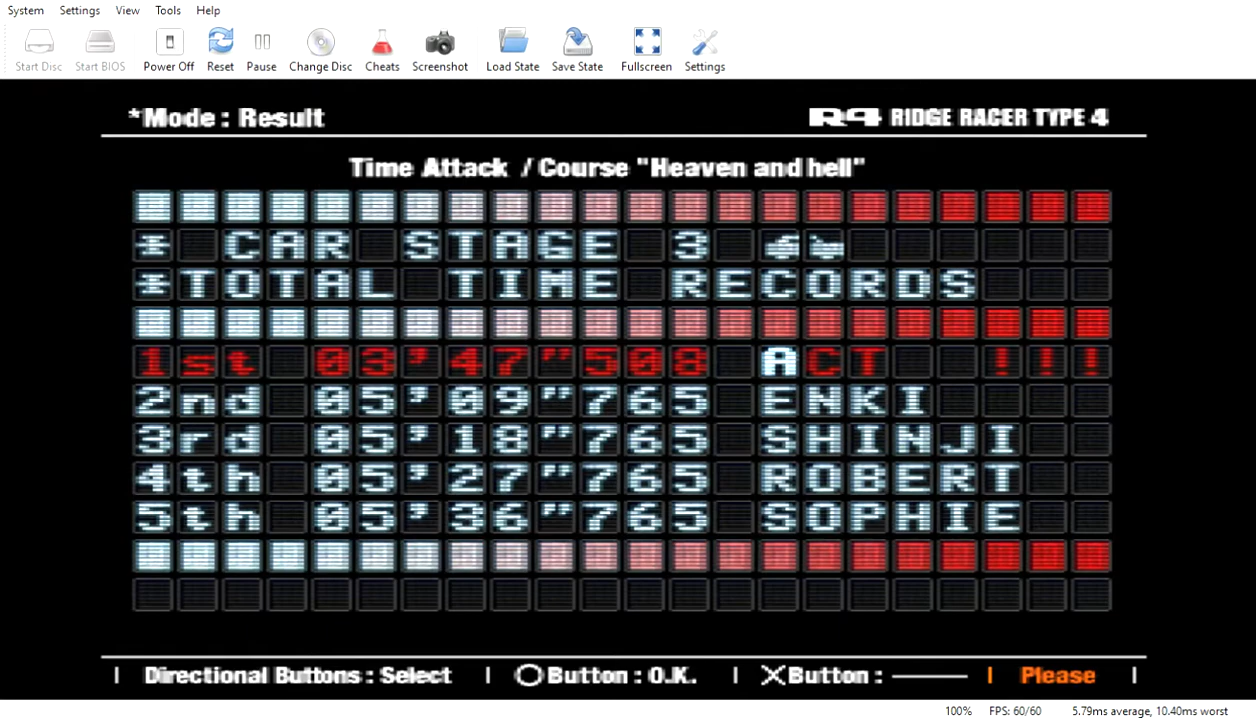 System Settings View Tools Help
Start Disc Start BIOS Power Off Reset Pause Change Disc Cheats Screenshot Load State Save State Fullscreen Settings
*Mode : Result R4 RIDGE RACER TYPE 4
Time Attack / Course "Heaven and hell"
* CAR STAGE 3
*TOTAL TIME RECORDS
1st 03'47"508 ACT !!!
2nd 05'09"765 ENKI
3rd 05'18"765 SHINJI
4th 05'27"765 ROBERT
5th 05'36"765 SOPHIE
| Directional Buttons : Select | ◯Button : O.K. | ╳Button : ─── | Please |
100% FPS: 60/60 5.79ms average, 10.40ms worst